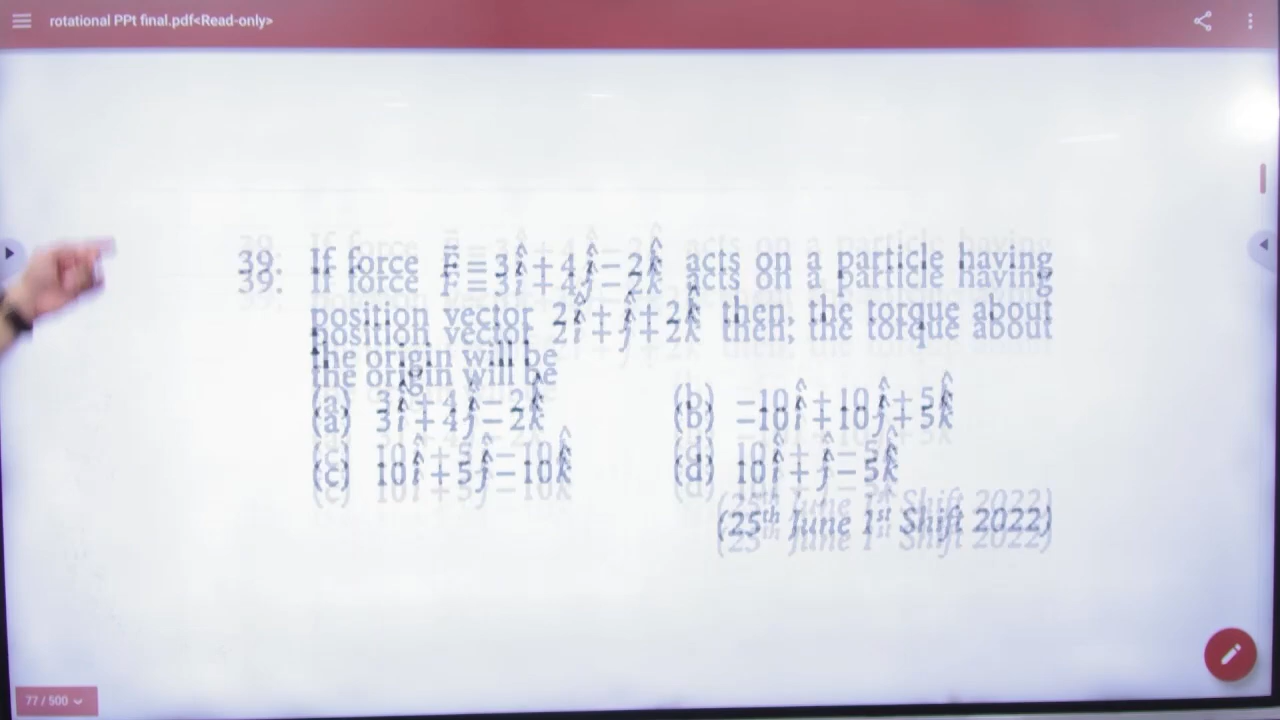 rotational PPt final.pdf<Read-only>
39. If force F̄ = 3î + 4ĵ − 2k̂ acts on a particle having
position vector 2î + ĵ + 2k̂ then, the torque about
the origin will be
(a) 3î + 4ĵ − 2k̂ (b) −10î + 10ĵ + 5k̂
(c) 10î + 5ĵ − 10k̂ (d) 10î + ĵ − 5k̂
(25th June 1st Shift 2022)
77 / 500